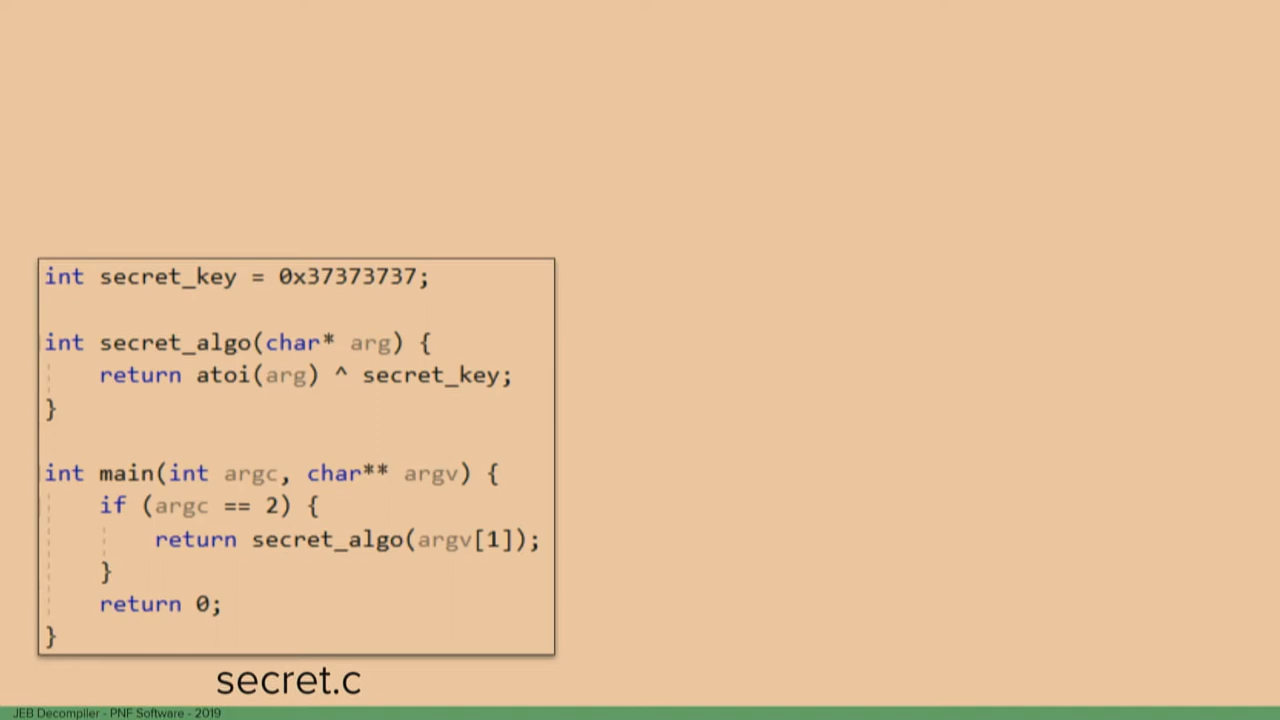 int secret_key = 0x37373737;
int secret_algo(char* arg) {
return atoi(arg) ^ secret_key;
}
int main(int argc, char** argv) {
if (argc == 2) {
return secret_algo(argv[1]);
}
return 0;
}
secret.c
JEB Decompiler - PNF Software - 2019